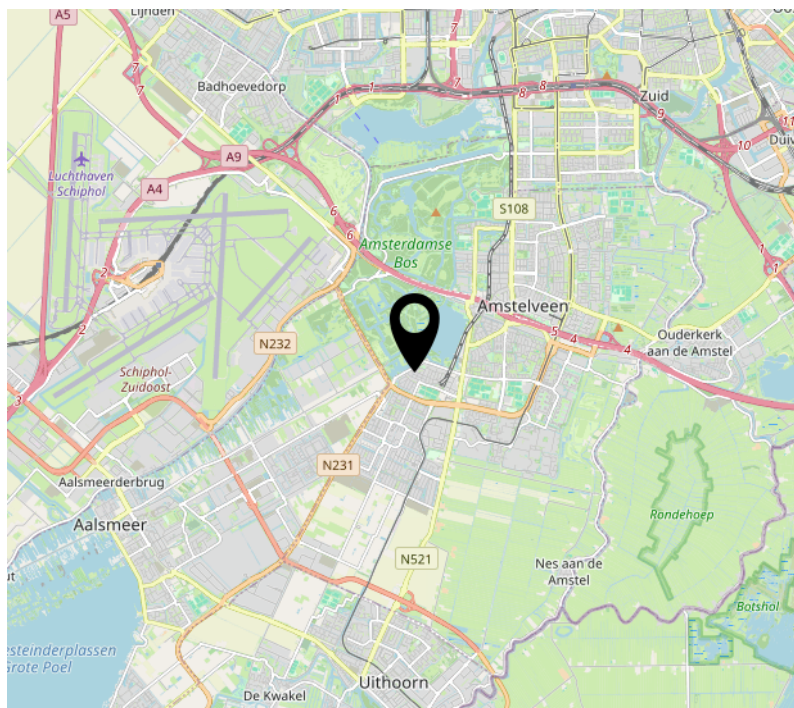 Lijnden
A5
7
7
7
7
Badhoevedorp
1
1
8
8
Zuid
9
10
11
A9
Luchthaven
Schiphol
A4
6
6
S108
Amsterdamse
Bos
1
1
2
2
Amstelveen
5
4
4
Ouderkerk
aan de Amstel
N232
Schiphol-
Zuidoost
3
N231
Aalsmeerderbrug
Aalsmeer
Rondehoep
N521
Nes aan de
Amstel
Botshol
esteinderplassen
Grote Poel
Uithoorn
De Kwakel